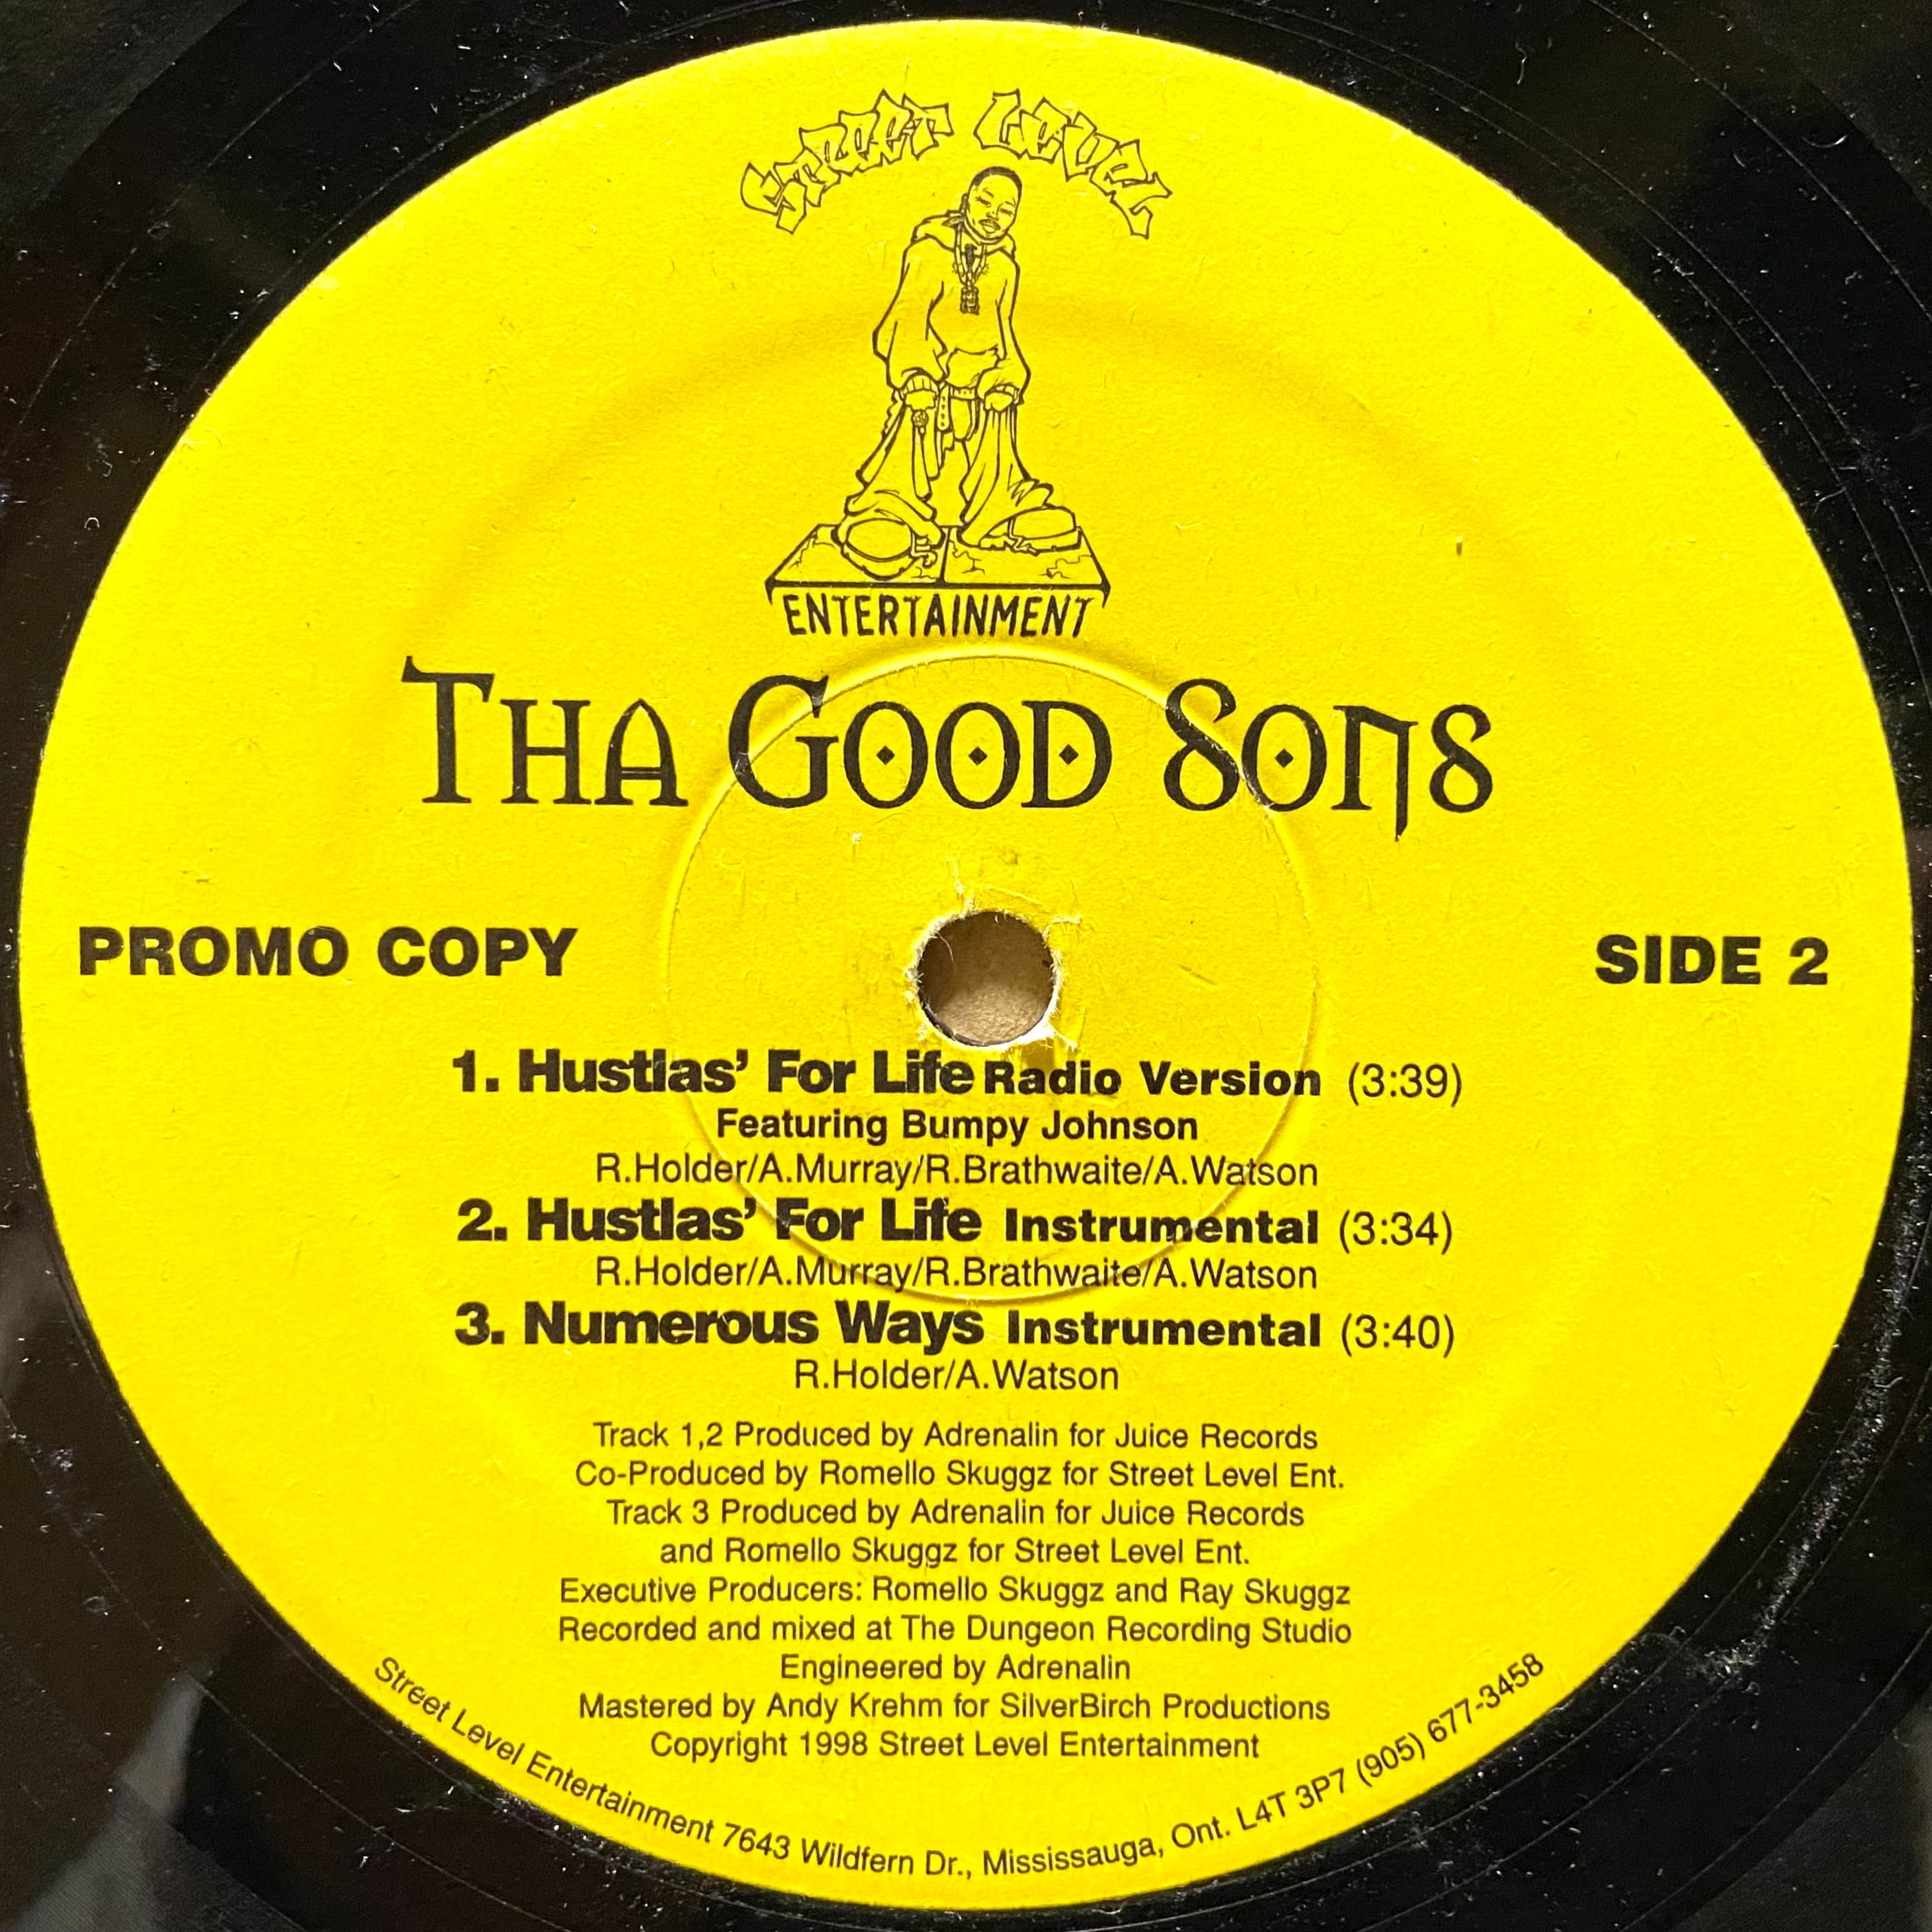 STREET LEVEL
ENTERTAINMENT
THA GOOD SONS
PROMO COPY
SIDE 2
1. Hustlas' For Life Radio Version (3:39)
Featuring Bumpy Johnson
R.Holder/A.Murray/R.Brathwaite/A.Watson
2. Hustlas' For Life Instrumental (3:34)
R.Holder/A.Murray/R.Brathwaite/A.Watson
3. Numerous Ways Instrumental (3:40)
R.Holder/A.Watson
Track 1,2 Produced by Adrenalin for Juice Records
Co-Produced by Romello Skuggz for Street Level Ent.
Track 3 Produced by Adrenalin for Juice Records
and Romello Skuggz for Street Level Ent.
Executive Producers: Romello Skuggz and Ray Skuggz
Recorded and mixed at The Dungeon Recording Studio
Engineered by Adrenalin
Mastered by Andy Krehm for SilverBirch Productions
Copyright 1998 Street Level Entertainment
Street Level Entertainment 7643 Wildfern Dr., Mississauga, Ont. L4T 3P7 (905) 677-3458